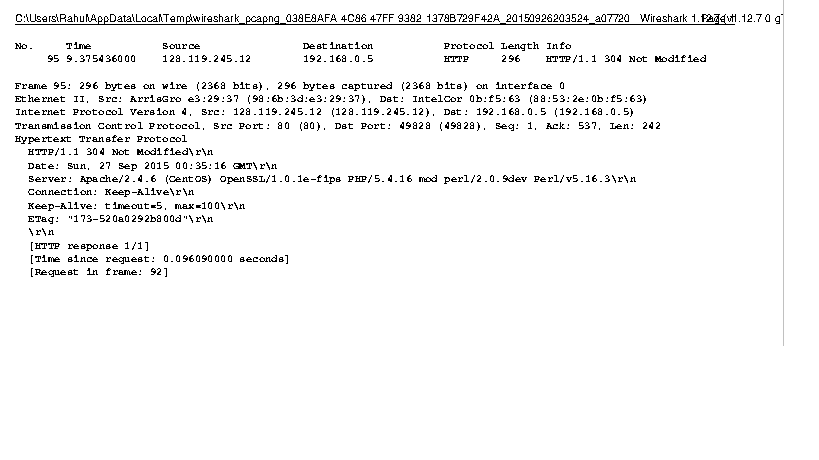 C:\Users\Rahul\AppData\Local\Temp\wireshark_pcapng_038E8AFA 4C86 47FF 9382 1378B729F42A_20150926203524_a07720 Wireshark
No. Time Source Destination Protocol Length Info
95 9.375436000 128.119.245.12 192.168.0.5 HTTP 296 HTTP/1.1 304 Not Modified
Frame 95: 296 bytes on wire (2368 bits), 296 bytes captured (2368 bits) on interface 0
Ethernet II, Src: ArrisGro e3:29:37 (98:6b:3d:e3:29:37), Dst: IntelCor 0b:f5:63 (88:53:2e:0b:f5:63)
Internet Protocol Version 4, Src: 128.119.245.12 (128.119.245.12), Dst: 192.168.0.5 (192.168.0.5)
Transmission Control Protocol, Src Port: 80 (80), Dst Port: 49828 (49828), Seq: 1, Ack: 537, Len: 242
Hypertext Transfer Protocol
HTTP/1.1 304 Not Modified\r\n
Date: Sun, 27 Sep 2015 00:35:16 GMT\r\n
Server: Apache/2.4.6 (CentOS) OpenSSL/1.0.1e-fips PHP/5.4.16 mod perl/2.0.9dev Perl/v5.16.3\r\n
Connection: Keep-Alive\r\n
Keep-Alive: timeout=5, max=100\r\n
ETag: "173-520a0292b800d"\r\n
\r\n
[HTTP response 1/1]
[Time since request: 0.096090000 seconds]
[Request in frame: 92]